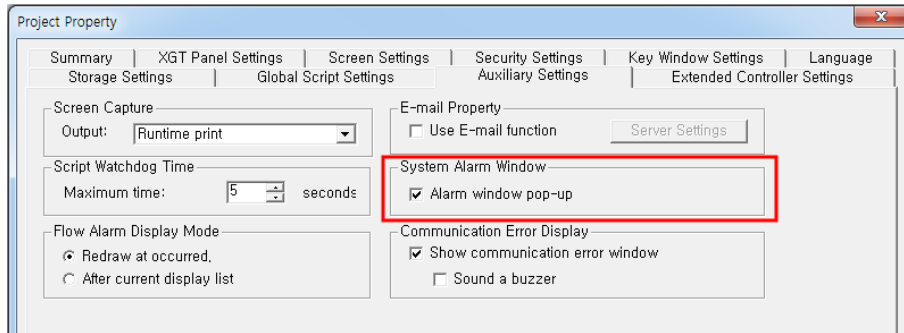 Project Property
Summary XGT Panel Settings Screen Settings Security Settings Key Window Settings Language
Storage Settings Global Script Settings Auxiliary Settings Extended Controller Settings
Screen Capture
Output: Runtime print
E-mail Property
Use E-mail function Server Settings
Script Watchdog Time
Maximum time: 5 seconds
System Alarm Window
Alarm window pop-up
Flow Alarm Display Mode
Redraw at occurred,
After current display list
Communication Error Display
Show communication error window
Sound a buzzer